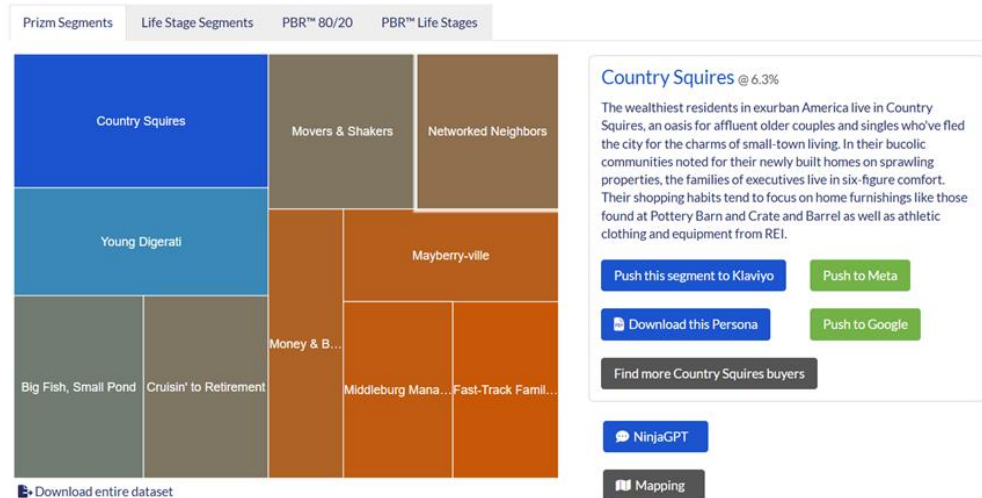 Prizm Segments
Life Stage Segments
PBR™ 80/20
PBR™ Life Stages
Country Squires
Movers & Shakers
Networked Neighbors
Young Digerati
Mayberry-ville
Money & B...
Big Fish, Small Pond
Cruisin' to Retirement
Middleburg Mana...
Fast-Track Famil...
Download entire dataset
Country Squires @ 6.3%
The wealthiest residents in exurban America live in Country
Squires, an oasis for affluent older couples and singles who've fled
the city for the charms of small-town living. In their bucolic
communities noted for their newly built homes on sprawling
properties, the families of executives live in six-figure comfort.
Their shopping habits tend to focus on home furnishings like those
found at Pottery Barn and Crate and Barrel as well as athletic
clothing and equipment from REI.
Push this segment to Klaviyo
Push to Meta
Download this Persona
Push to Google
Find more Country Squires buyers
NinjaGPT
Mapping